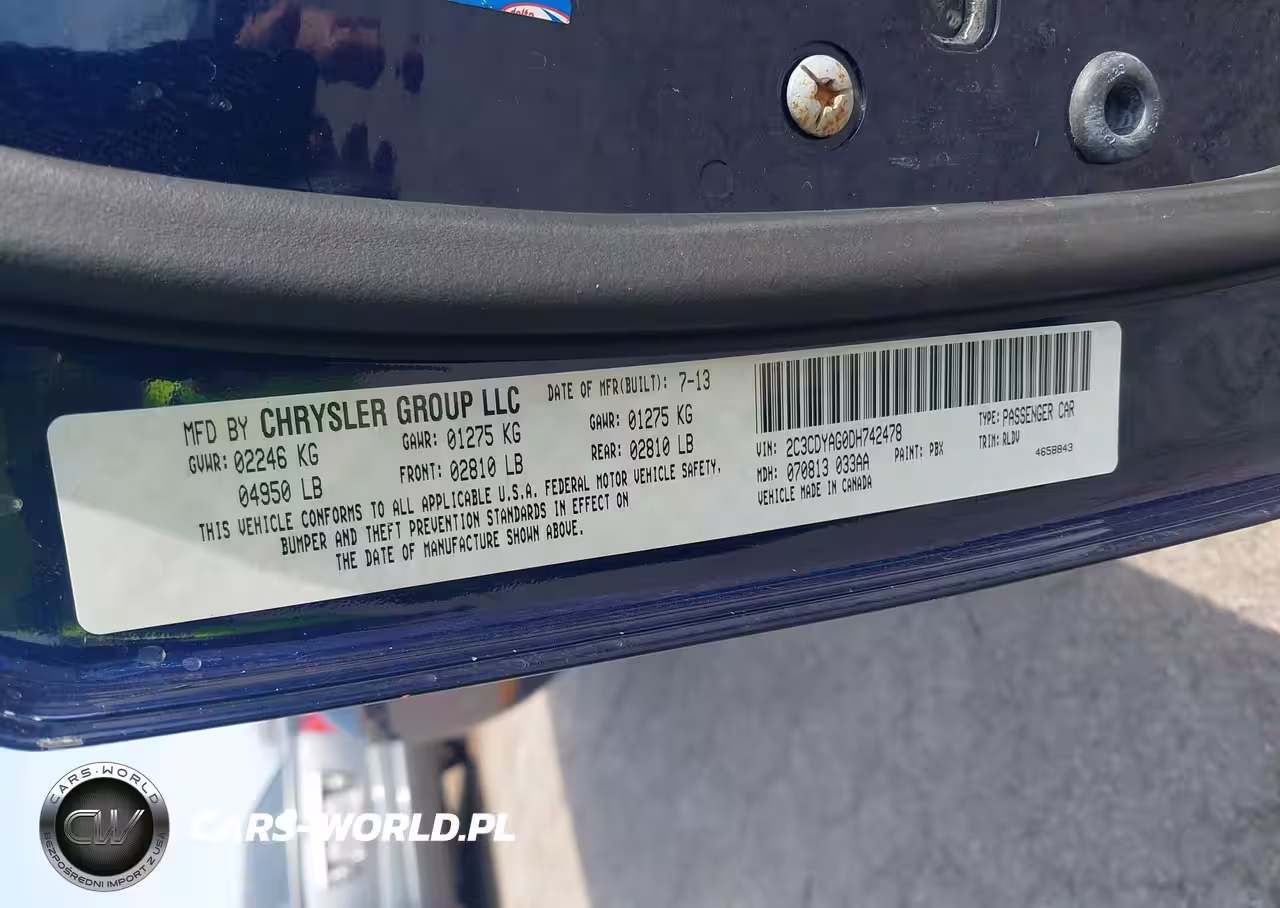 MFD BY CHRYSLER GROUP LLC
DATE OF MFR(BUILT): 7-13
GVWR: 02246 KG
04950 LB
GAWR: 01275 KG
FRONT: 02810 LB
GAWR: 01275 KG
REAR: 02810 LB
THIS VEHICLE CONFORMS TO ALL APPLICABLE U.S.A. FEDERAL MOTOR VEHICLE SAFETY,
BUMPER AND THEFT PREVENTION STANDARDS IN EFFECT ON
THE DATE OF MANUFACTURE SHOWN ABOVE.
VIN: 2C3CDYAG0DH742478
TYPE: PASSENGER CAR
MDH: 070813 033AA
PAINT: PBX
TRIM: RLDV
VEHICLE MADE IN CANADA
4658843
CARS-WORLD
CW
BEZPOŚREDNI IMPORT Z USA
CARS-WORLD.PL